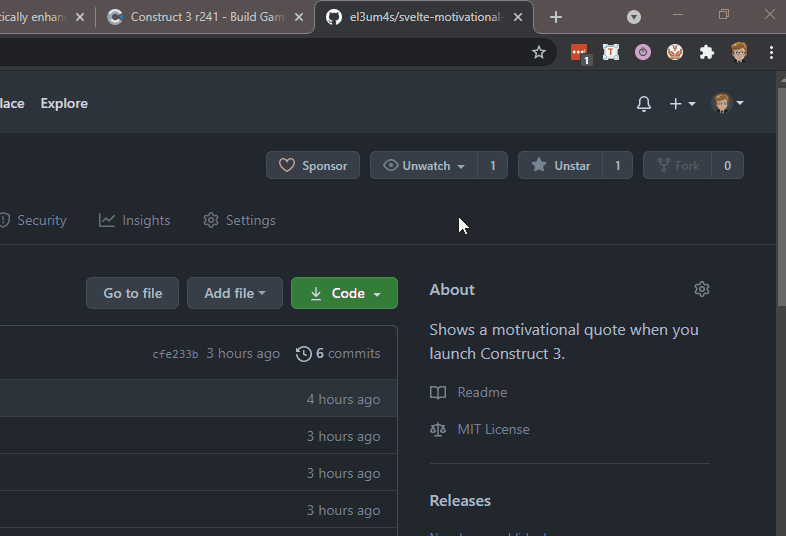 tically enhan
Construct 3 r241 - Build Gam
el3um4s/svelte-motivational-
1
T
lace Explore
Sponsor Unwatch 1 Unstar 1 Fork 0
Security Insights Settings
Go to file Add file Code
About
Shows a motivational quote when you
launch Construct 3.
cfe233b 3 hours ago 6 commits
Readme
4 hours ago
MIT License
3 hours ago
3 hours ago
Releases
3 hours ago